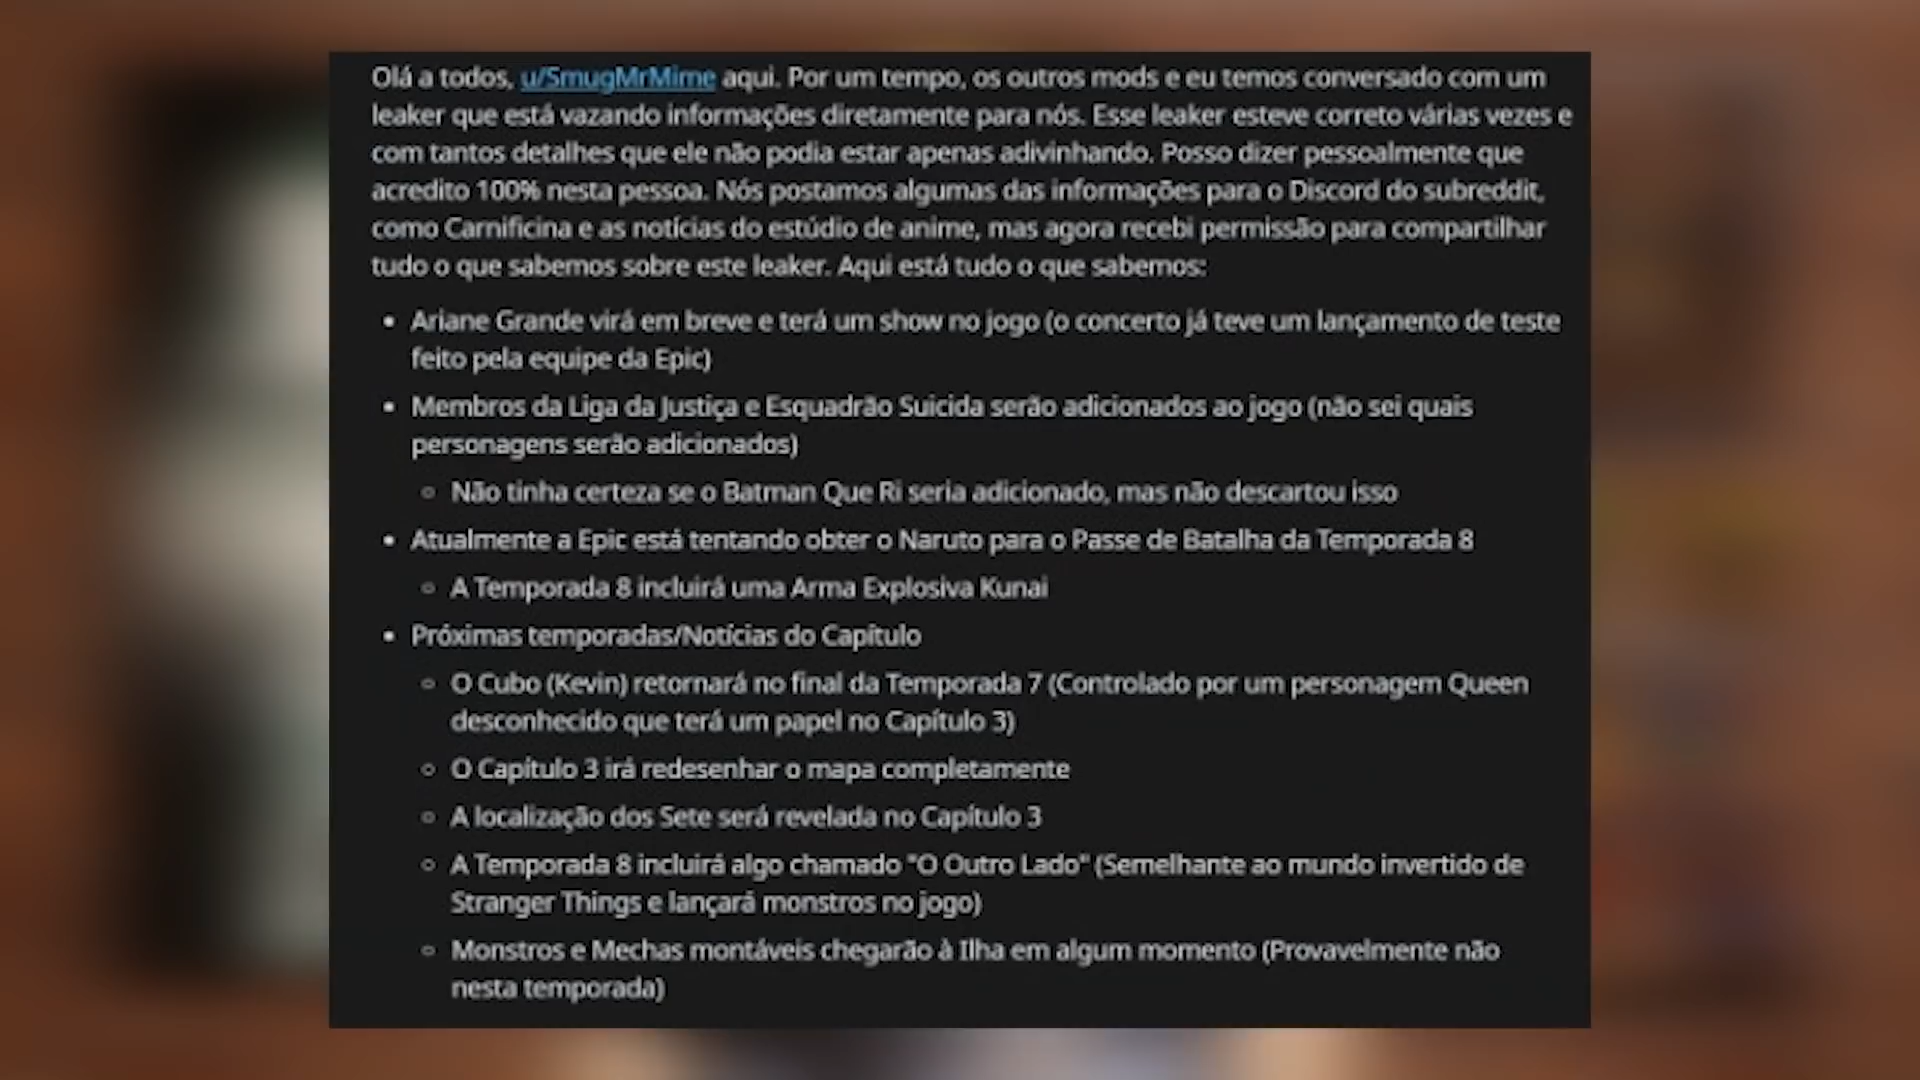 Olá a todos, u/SmugMrMime aqui. Por um tempo, os outros mods e eu temos conversado com um
leaker que está vazando informações diretamente para nós. Esse leaker esteve correto várias vezes e
com tantos detalhes que ele não podia estar apenas adivinhando. Posso dizer pessoalmente que
acredito 100% nesta pessoa. Nós postamos algumas das informações para o Discord do subreddit,
como Carnificina e as notícias do estúdio de anime, mas agora recebi permissão para compartilhar
tudo o que sabemos sobre este leaker. Aqui está tudo o que sabemos:
• Ariane Grande virá em breve e terá um show no jogo (o concerto já teve um lançamento de teste
feito pela equipe da Epic)
• Membros da Liga da Justiça e Esquadrão Suicida serão adicionados ao jogo (não sei quais
personagens serão adicionados)
◦ Não tinha certeza se o Batman Que Ri seria adicionado, mas não descartou isso
• Atualmente a Epic está tentando obter o Naruto para o Passe de Batalha da Temporada 8
◦ A Temporada 8 incluirá uma Arma Explosiva Kunai
• Próximas temporadas/Notícias do Capítulo
◦ O Cubo (Kevin) retornará no final da Temporada 7 (Controlado por um personagem Queen
desconhecido que terá um papel no Capítulo 3)
◦ O Capítulo 3 irá redesenhar o mapa completamente
◦ A localização dos Sete será revelada no Capítulo 3
◦ A Temporada 8 incluirá algo chamado "O Outro Lado" (Semelhante ao mundo invertido de
Stranger Things e lançará monstros no jogo)
◦ Monstros e Mechas montáveis chegarão à Ilha em algum momento (Provavelmente não
nesta temporada)